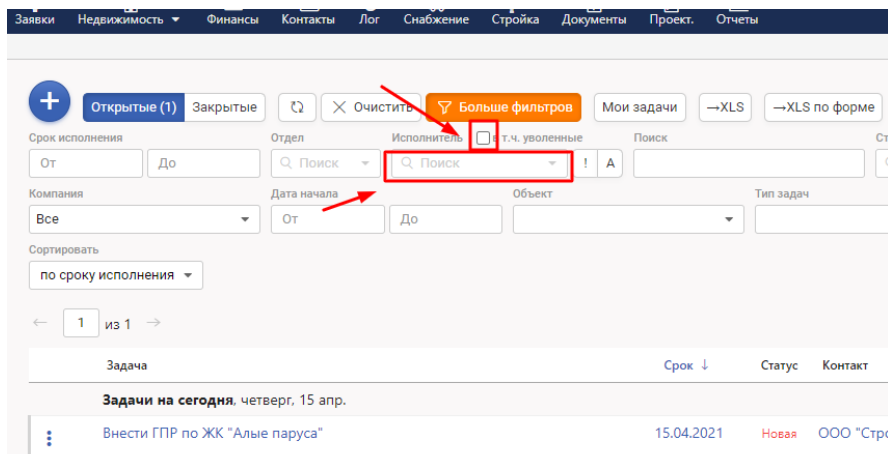 Заявки Недвижимость Финансы Контакты Лог Снабжение Стройка Документы Проект. Отчеты
Открытые (1) Закрытые Очистить Больше фильтров Мои задачи →XLS →XLS по форме
Срок исполнения Отдел Исполнитель в т.ч. уволенные Поиск
От До Поиск Поиск ! A
Компания Дата начала Объект Тип задач
Все От До
Сортировать
по сроку исполнения
← 1 из 1 →
Задача Срок ↓ Статус Контакт
Задачи на сегодня, четверг, 15 апр.
Внести ГПР по ЖК "Алые паруса" 15.04.2021 Новая ООО "Стро